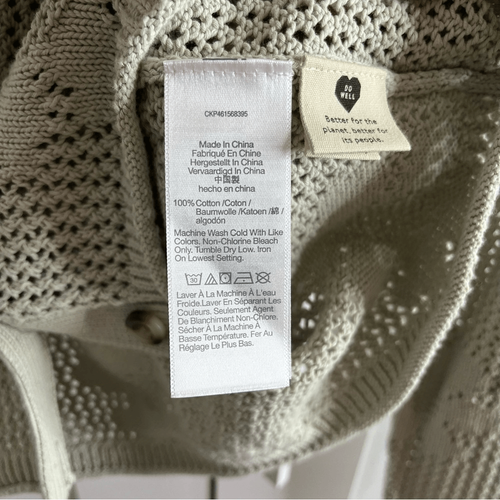 CKP461568395
Made In China
Fabriqué En Chine
Hergestellt In China
Vervaardigd In China
中国製
hecho en china
100% Cotton /Coton /
Baumwolle /Katoen /綿 /
algodón
Machine Wash Cold With Like
Colors. Non-Chlorine Bleach
Only. Tumble Dry Low. Iron
On Lowest Setting.
30
Laver À La Machine À L'eau
Froide.Laver En Séparant Les
Couleurs. Seulement Agent
De Blanchiment Non-Chlore.
Sécher À La Machine À
Basse Température. Fer Au
Réglage Le Plus Bas.
DO
WELL
Better for the
planet, better for
its people.